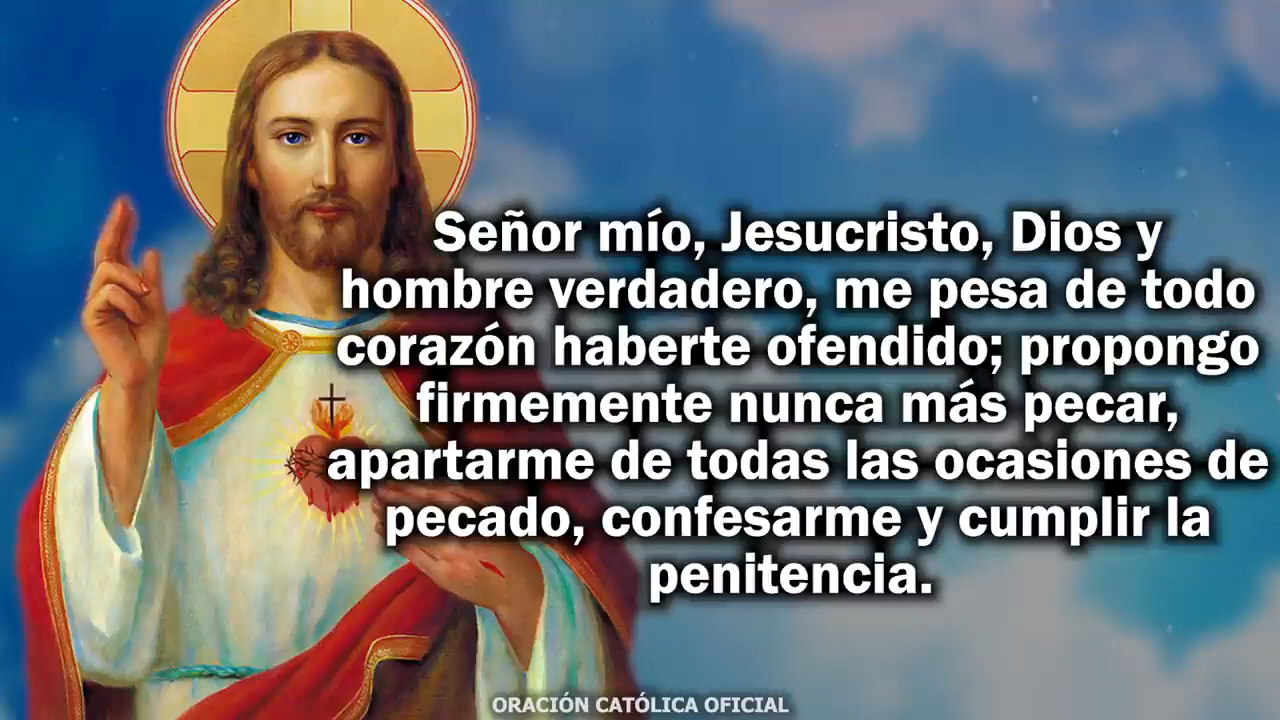 Señor mío, Jesucristo, Dios y
hombre verdadero, me pesa de todo
corazón haberte ofendido; propongo
firmemente nunca más pecar,
apartarme de todas las ocasiones de
pecado, confesarme y cumplir la
penitencia.
ORACIÓN CATÓLICA OFICIAL